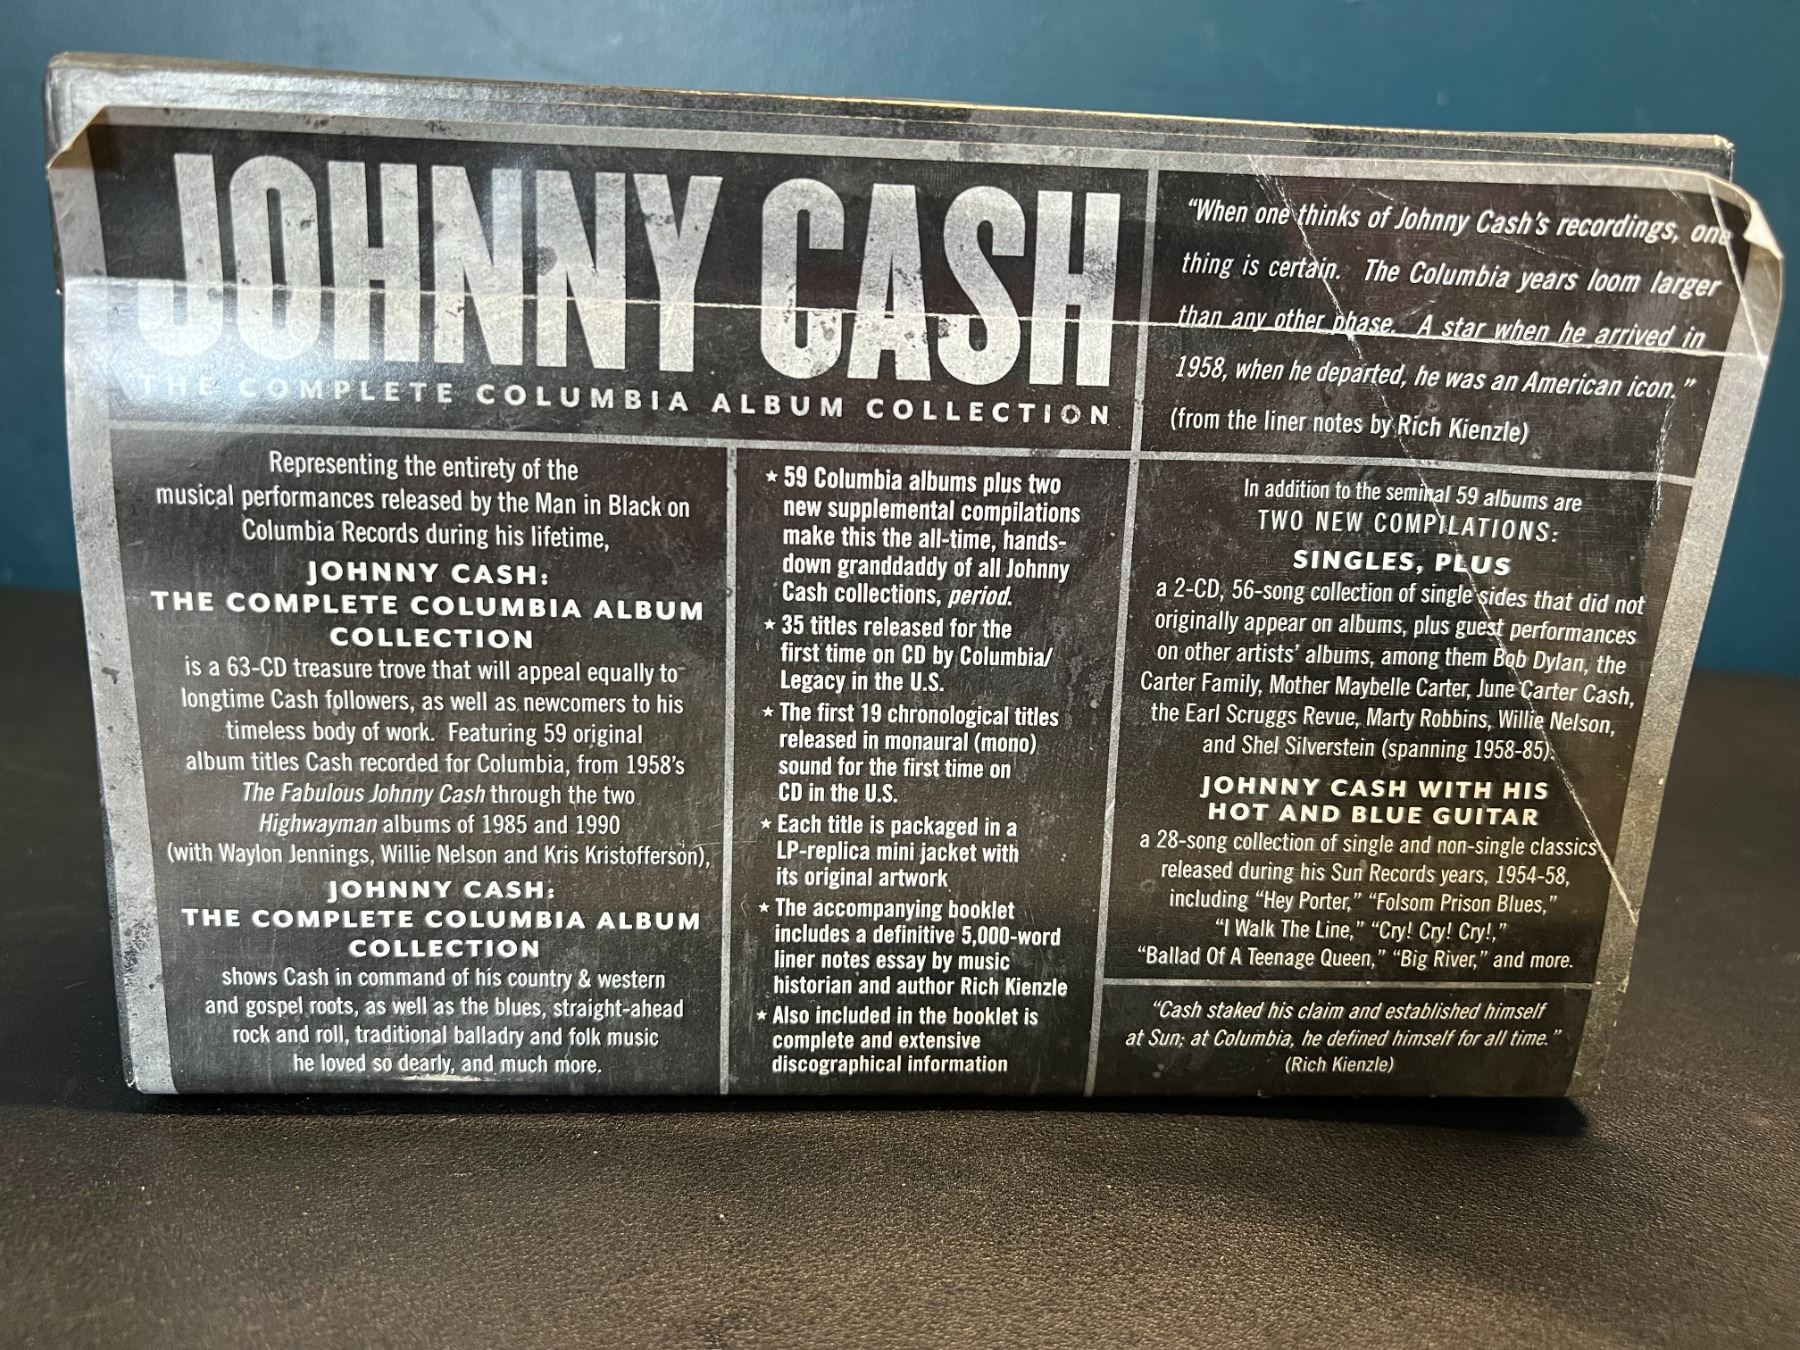 JOHNNY CASH
THE COMPLETE COLUMBIA ALBUM COLLECTION
“When one thinks of Johnny Cash’s recordings, one
thing is certain. The Columbia years loom larger
than any other phase. A star when he arrived in
1958, when he departed, he was an American icon.”
(from the liner notes by Rich Kienzle)
Representing the entirety of the
musical performances released by the Man in Black on
Columbia Records during his lifetime,
JOHNNY CASH:
THE COMPLETE COLUMBIA ALBUM
COLLECTION
is a 63-CD treasure trove that will appeal equally to
longtime Cash followers, as well as newcomers to his
timeless body of work. Featuring 59 original
album titles Cash recorded for Columbia, from 1958’s
The Fabulous Johnny Cash through the two
Highwayman albums of 1985 and 1990
(with Waylon Jennings, Willie Nelson and Kris Kristofferson),
JOHNNY CASH:
THE COMPLETE COLUMBIA ALBUM
COLLECTION
shows Cash in command of his country & western
and gospel roots, as well as the blues, straight-ahead
rock and roll, traditional balladry and folk music
he loved so dearly, and much more.
★ 59 Columbia albums plus two
new supplemental compilations
make this the all-time, hands-
down granddaddy of all Johnny
Cash collections, period.
★ 35 titles released for the
first time on CD by Columbia/
Legacy in the U.S.
★ The first 19 chronological titles
released in monaural (mono)
sound for the first time on
CD in the U.S.
★ Each title is packaged in a
LP-replica mini jacket with
its original artwork
★ The accompanying booklet
includes a definitive 5,000-word
liner notes essay by music
historian and author Rich Kienzle
★ Also included in the booklet is
complete and extensive
discographical information
In addition to the seminal 59 albums are
TWO NEW COMPILATIONS:
SINGLES, PLUS
a 2-CD, 56-song collection of single sides that did not
originally appear on albums, plus guest performances
on other artists’ albums, among them Bob Dylan, the
Carter Family, Mother Maybelle Carter, June Carter Cash,
the Earl Scruggs Revue, Marty Robbins, Willie Nelson,
and Shel Silverstein (spanning 1958-85).
JOHNNY CASH WITH HIS
HOT AND BLUE GUITAR
a 28-song collection of single and non-single classics
released during his Sun Records years, 1954-58,
including “Hey Porter,” “Folsom Prison Blues,”
“I Walk The Line,” “Cry! Cry! Cry!,”
“Ballad Of A Teenage Queen,” “Big River,” and more.
“Cash staked his claim and established himself
at Sun; at Columbia, he defined himself for all time.”
(Rich Kienzle)